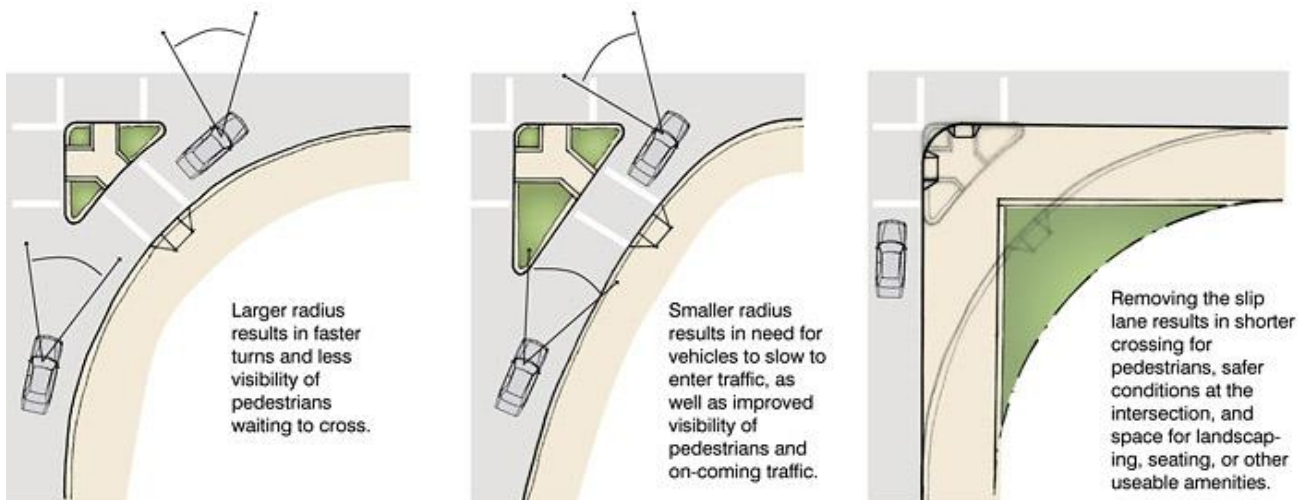 Larger radius
results in faster
turns and less
visibility of
pedestrians
waiting to cross.
Smaller radius
results in need for
vehicles to slow to
enter traffic, as
well as improved
visibility of
pedestrians and
on-coming traffic.
Removing the slip
lane results in shorter
crossing for
pedestrians, safer
conditions at the
intersection, and
space for landscap-
ing, seating, or other
useable amenities.